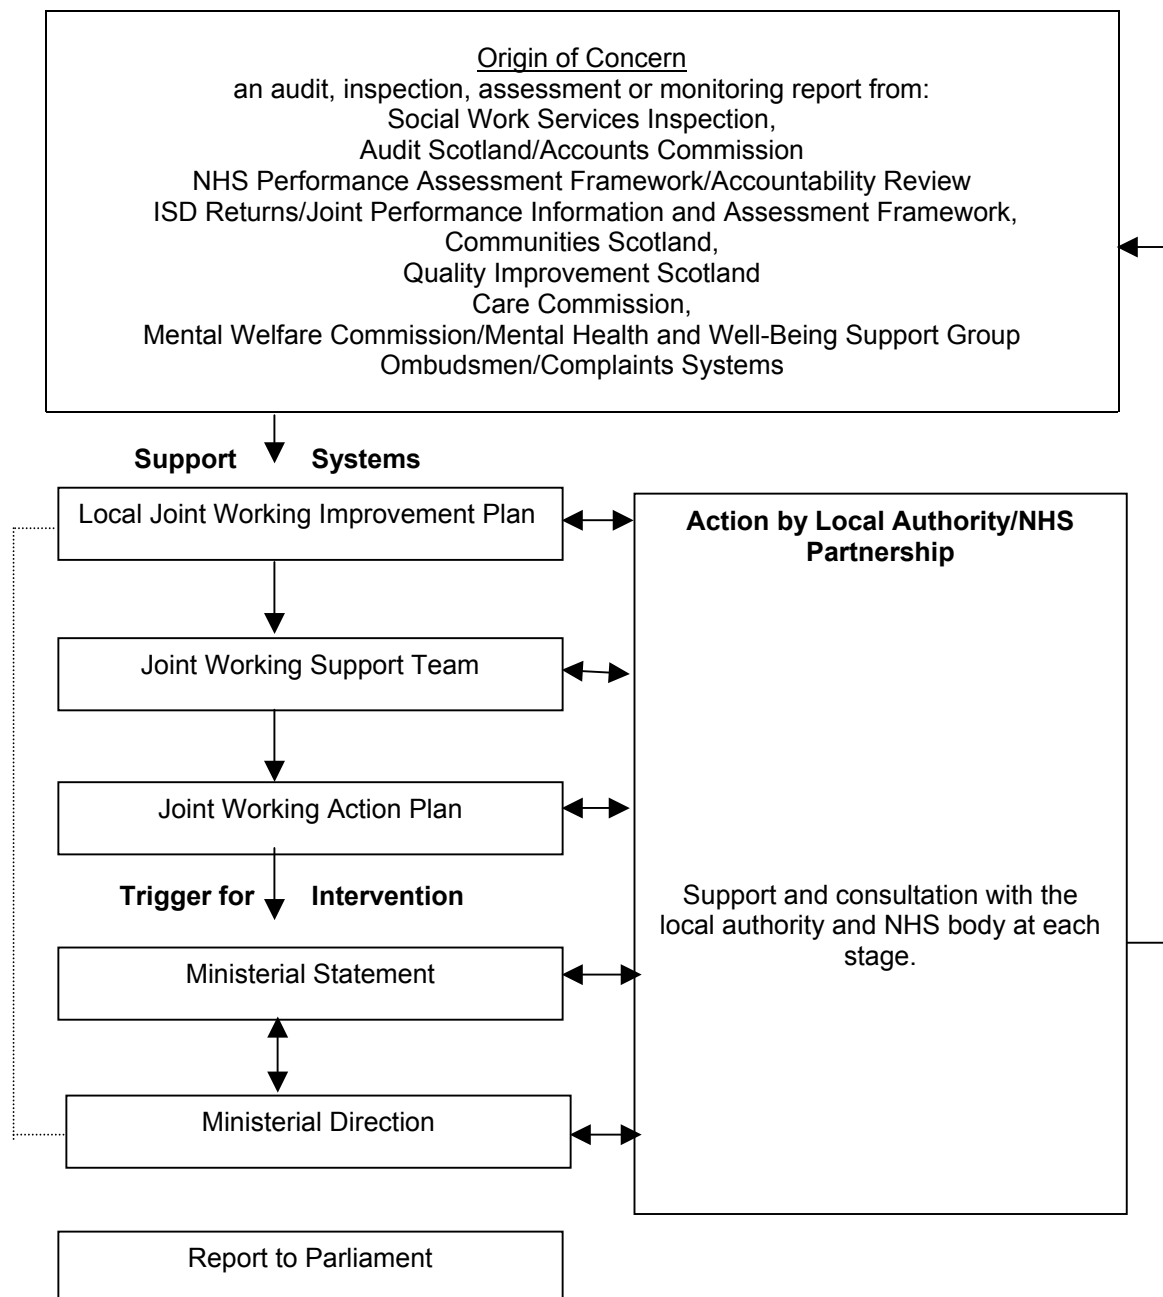 Origin of Concern
an audit, inspection, assessment or monitoring report from:
Social Work Services Inspection,
Audit Scotland/Accounts Commission
NHS Performance Assessment Framework/Accountability Review
ISD Returns/Joint Performance Information and Assessment Framework,
Communities Scotland,
Quality Improvement Scotland
Care Commission,
Mental Welfare Commission/Mental Health and Well-Being Support Group
Ombudsmen/Complaints Systems
Support Systems
Local Joint Working Improvement Plan
Action by Local Authority/NHS
Partnership
Joint Working Support Team
Joint Working Action Plan
Trigger for Intervention
Support and consultation with the
local authority and NHS body at each
stage.
Ministerial Statement
Ministerial Direction
Report to Parliament